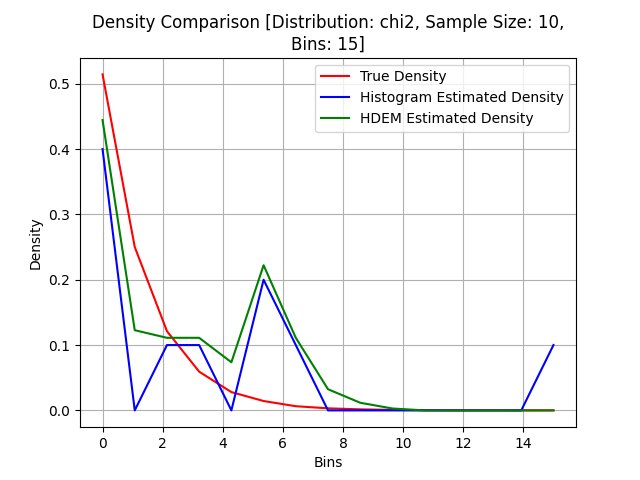 Density Comparison [Distribution: chi2, Sample Size: 10,
Bins: 15]
True Density
Histogram Estimated Density
HDEM Estimated Density
Density
0.5
0.4
0.3
0.2
0.1
0.0
0 2 4 6 8 10 12 14
Bins